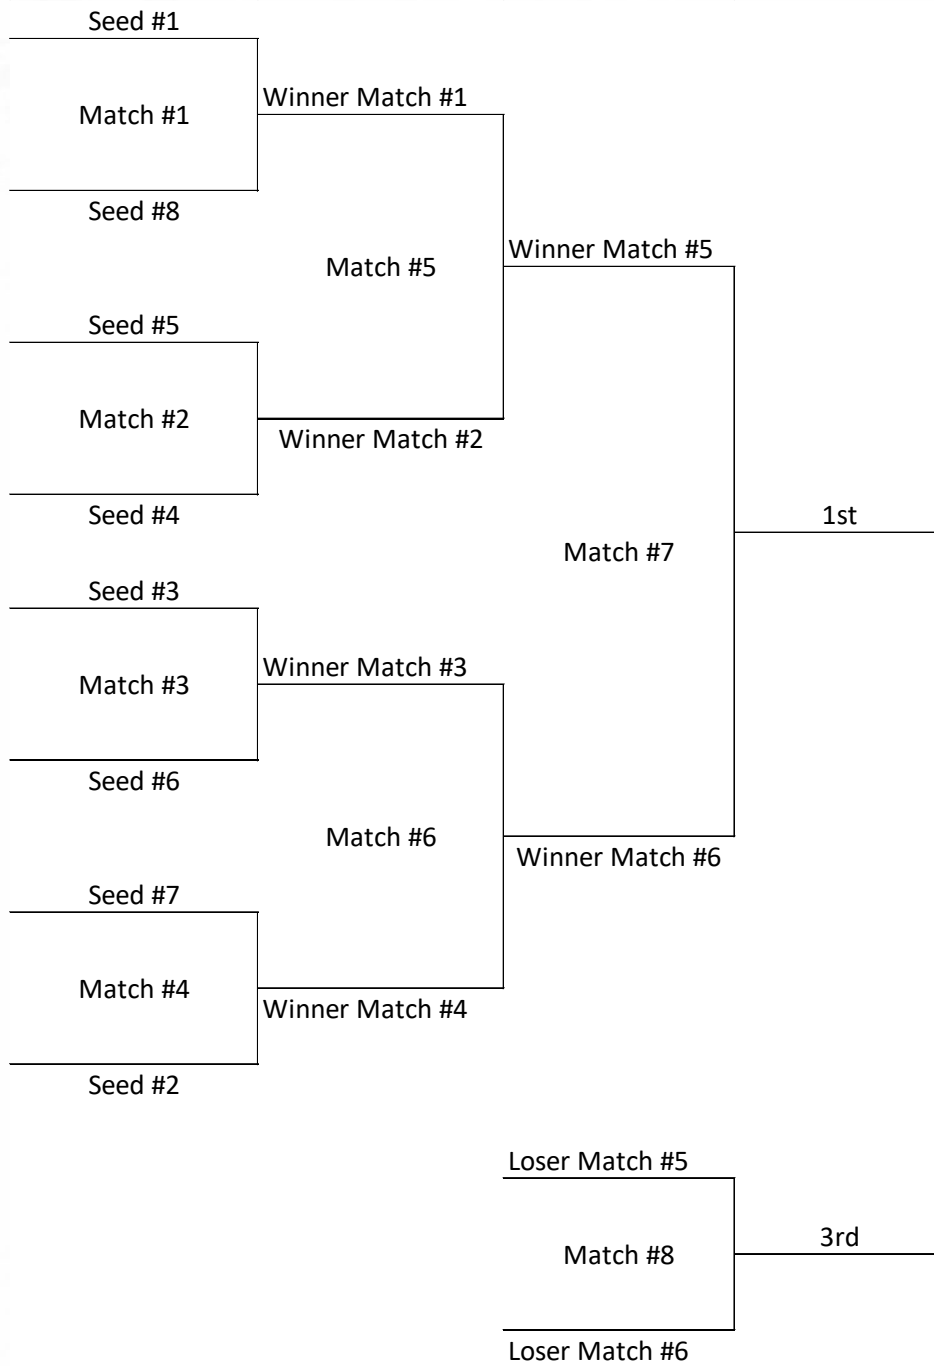 Seed #1
Winner Match #1
Match #1
Seed #8
Winner Match #5
Match #5
Seed #5
Match #2
Winner Match #2
Seed #4
1st
Match #7
Seed #3
Winner Match #3
Match #3
Seed #6
Match #6
Winner Match #6
Seed #7
Match #4
Winner Match #4
Seed #2
Loser Match #5
3rd
Match #8
Loser Match #6